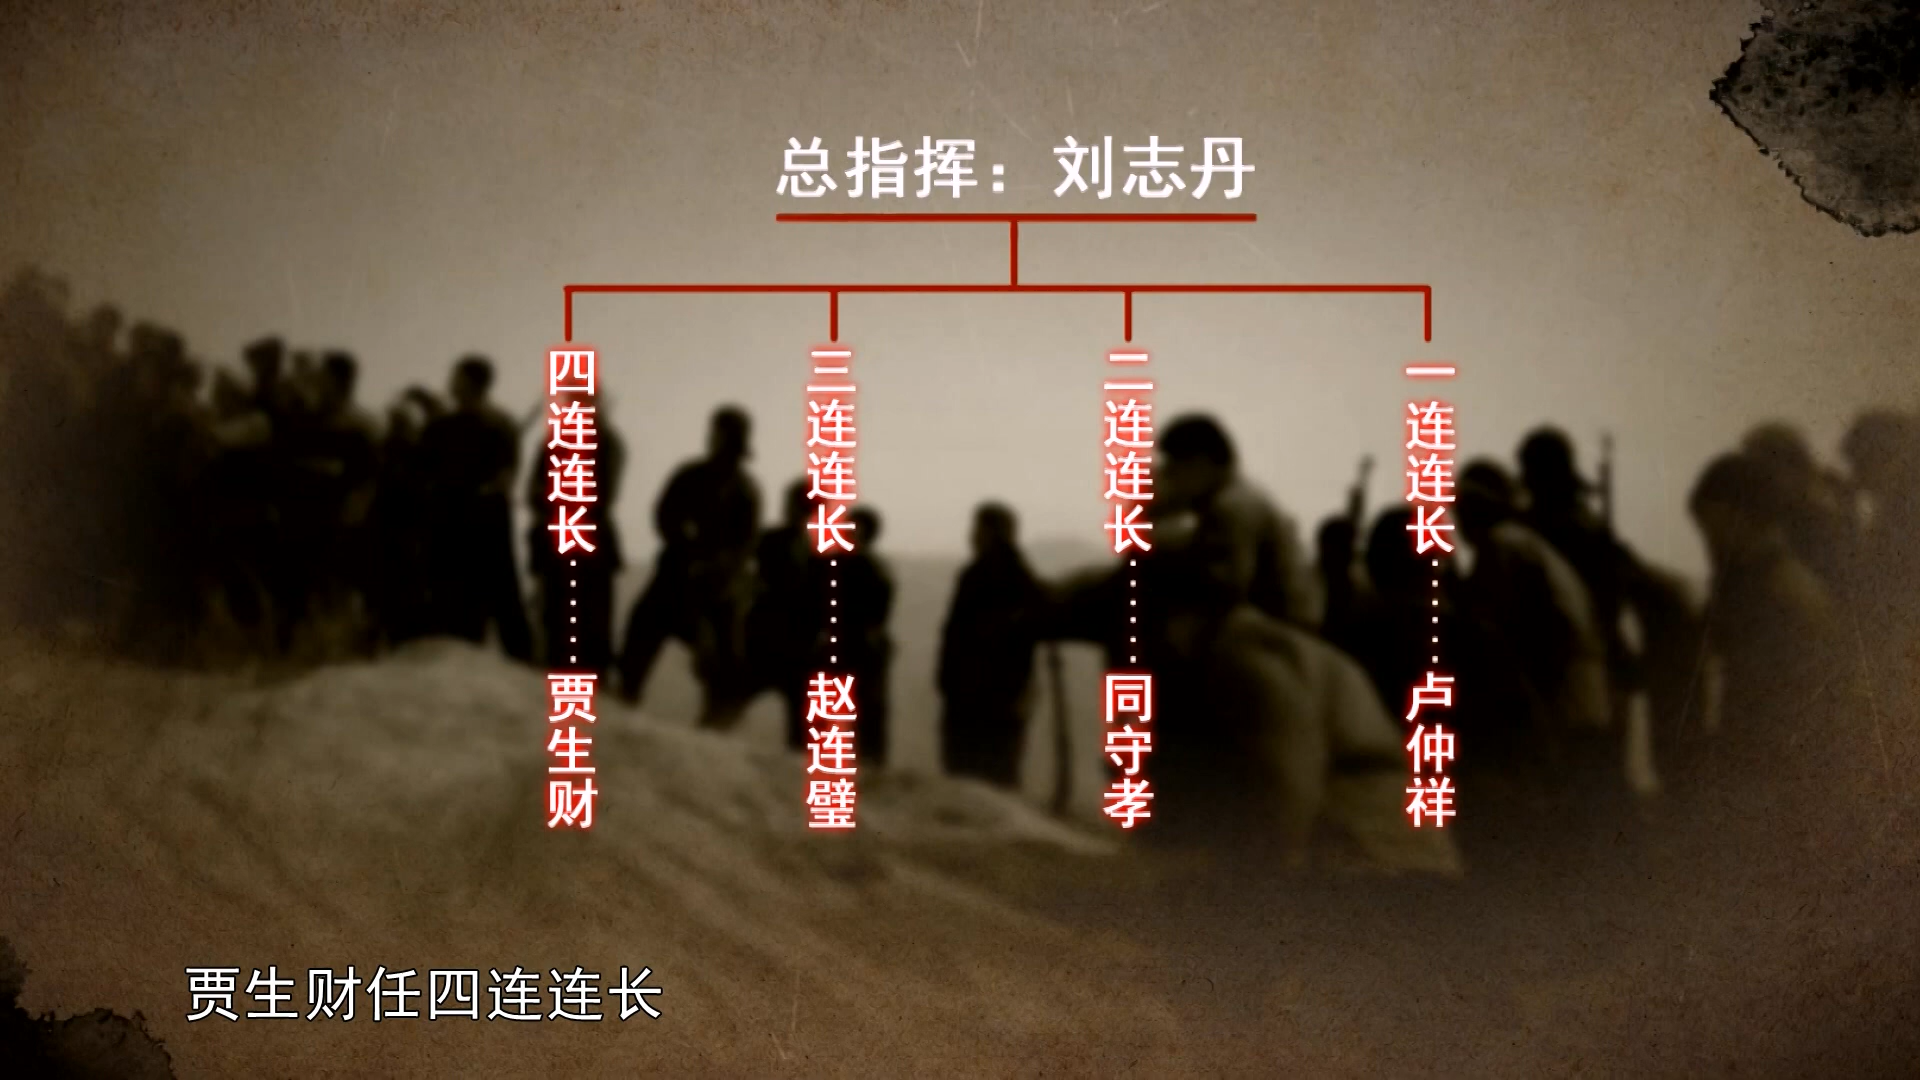 总指挥：刘志丹
四连连长……贾生财
三连连长……赵连璧
二连连长……同守孝
一连连长……卢仲祥
贾生财任四连连长